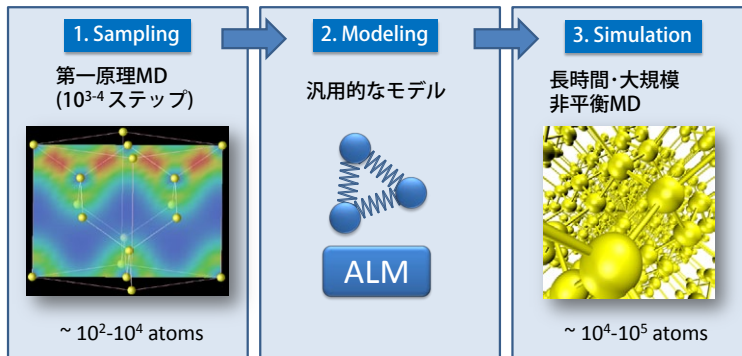 1. Sampling
第一原理MD
(10³⁻⁴ ステップ)
~ 10²-10⁴ atoms
2. Modeling
汎用的なモデル
ALM
3. Simulation
長時間・大規模
非平衡MD
~ 10⁴-10⁵ atoms